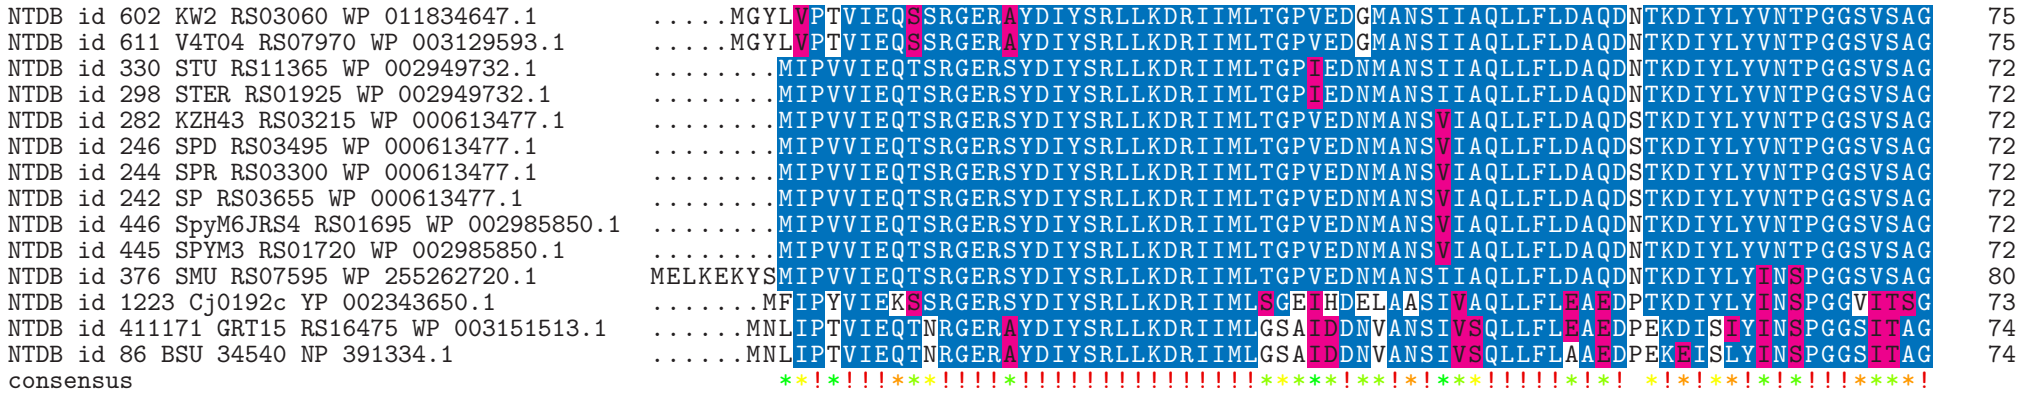 NTDB id 602 KW2 RS03060 WP 011834647.1 .....MGYLVPTVIEQSSRGERAYDIYSRLLKDRIIMLTGPVEDGMANSIIAQLLFLDAQDNTKDIYLYVNTPGGSVSAG 75
NTDB id 611 V4T04 RS07970 WP 003129593.1 .....MGYLVPTVIEQSSRGERAYDIYSRLLKDRIIMLTGPVEDGMANSIIAQLLFLDAQDNTKDIYLYVNTPGGSVSAG 75
NTDB id 330 STU RS11365 WP 002949732.1 ........MIPVVIEQTSRGERSYDIYSRLLKDRIIMLTGPIEDNMANSIIAQLLFLDAQDNTKDIYLYVNTPGGSVSAG 72
NTDB id 298 STER RS01925 WP 002949732.1 ........MIPVVIEQTSRGERSYDIYSRLLKDRIIMLTGPIEDNMANSIIAQLLFLDAQDNTKDIYLYVNTPGGSVSAG 72
NTDB id 282 KZH43 RS03215 WP 000613477.1 ........MIPVVIEQTSRGERSYDIYSRLLKDRIIMLTGPVEDNMANSVIAQLLFLDAQDSTKDIYLYVNTPGGSVSAG 72
NTDB id 246 SPD RS03495 WP 000613477.1 ........MIPVVIEQTSRGERSYDIYSRLLKDRIIMLTGPVEDNMANSVIAQLLFLDAQDSTKDIYLYVNTPGGSVSAG 72
NTDB id 244 SPR RS03300 WP 000613477.1 ........MIPVVIEQTSRGERSYDIYSRLLKDRIIMLTGPVEDNMANSVIAQLLFLDAQDSTKDIYLYVNTPGGSVSAG 72
NTDB id 242 SP RS03655 WP 000613477.1 ........MIPVVIEQTSRGERSYDIYSRLLKDRIIMLTGPVEDNMANSVIAQLLFLDAQDSTKDIYLYVNTPGGSVSAG 72
NTDB id 446 SpyM6JRS4 RS01695 WP 002985850.1 ........MIPVVIEQTSRGERSYDIYSRLLKDRIIMLTGPVEDNMANSVIAQLLFLDAQDNTKDIYLYVNTPGGSVSAG 72
NTDB id 445 SPYM3 RS01720 WP 002985850.1 ........MIPVVIEQTSRGERSYDIYSRLLKDRIIMLTGPVEDNMANSVIAQLLFLDAQDNTKDIYLYVNTPGGSVSAG 72
NTDB id 376 SMU RS07595 WP 255262720.1 MELKEKYSMIPVVIEQTSRGERSYDIYSRLLKDRIIMLTGPVEDNMANSIIAQLLFLDAQDNTKDIYLYINSPGGSVSAG 80
NTDB id 1223 Cj0192c YP 002343650.1 .......MFIPYVIEKSSRGERSYDIYSRLLKDRIIMLSGEIHDELAASIVAQLLFLEAEDPTKDIYLYINSPGGVITSG 73
NTDB id 411171 GRT15 RS16475 WP 003151513.1 ......MNLIPTVIEQTNRGERAYDIYSRLLKDRIIMLGSAIDDNVANSIVSQLLFLEAEDPEKDISIYINSPGGSITAG 74
NTDB id 86 BSU 34540 NP 391334.1 ......MNLIPTVIEQTNRGERAYDIYSRLLKDRIIMLGSAIDDNVANSIVSQLLFLAAEDPEKEISLYINSPGGSITAG 74
consensus **!*!!!***!!!!*!!!!!!!!!!!!!!!*****!**!*!***!!!!!*!*! *!*!**!*!*!!!****!